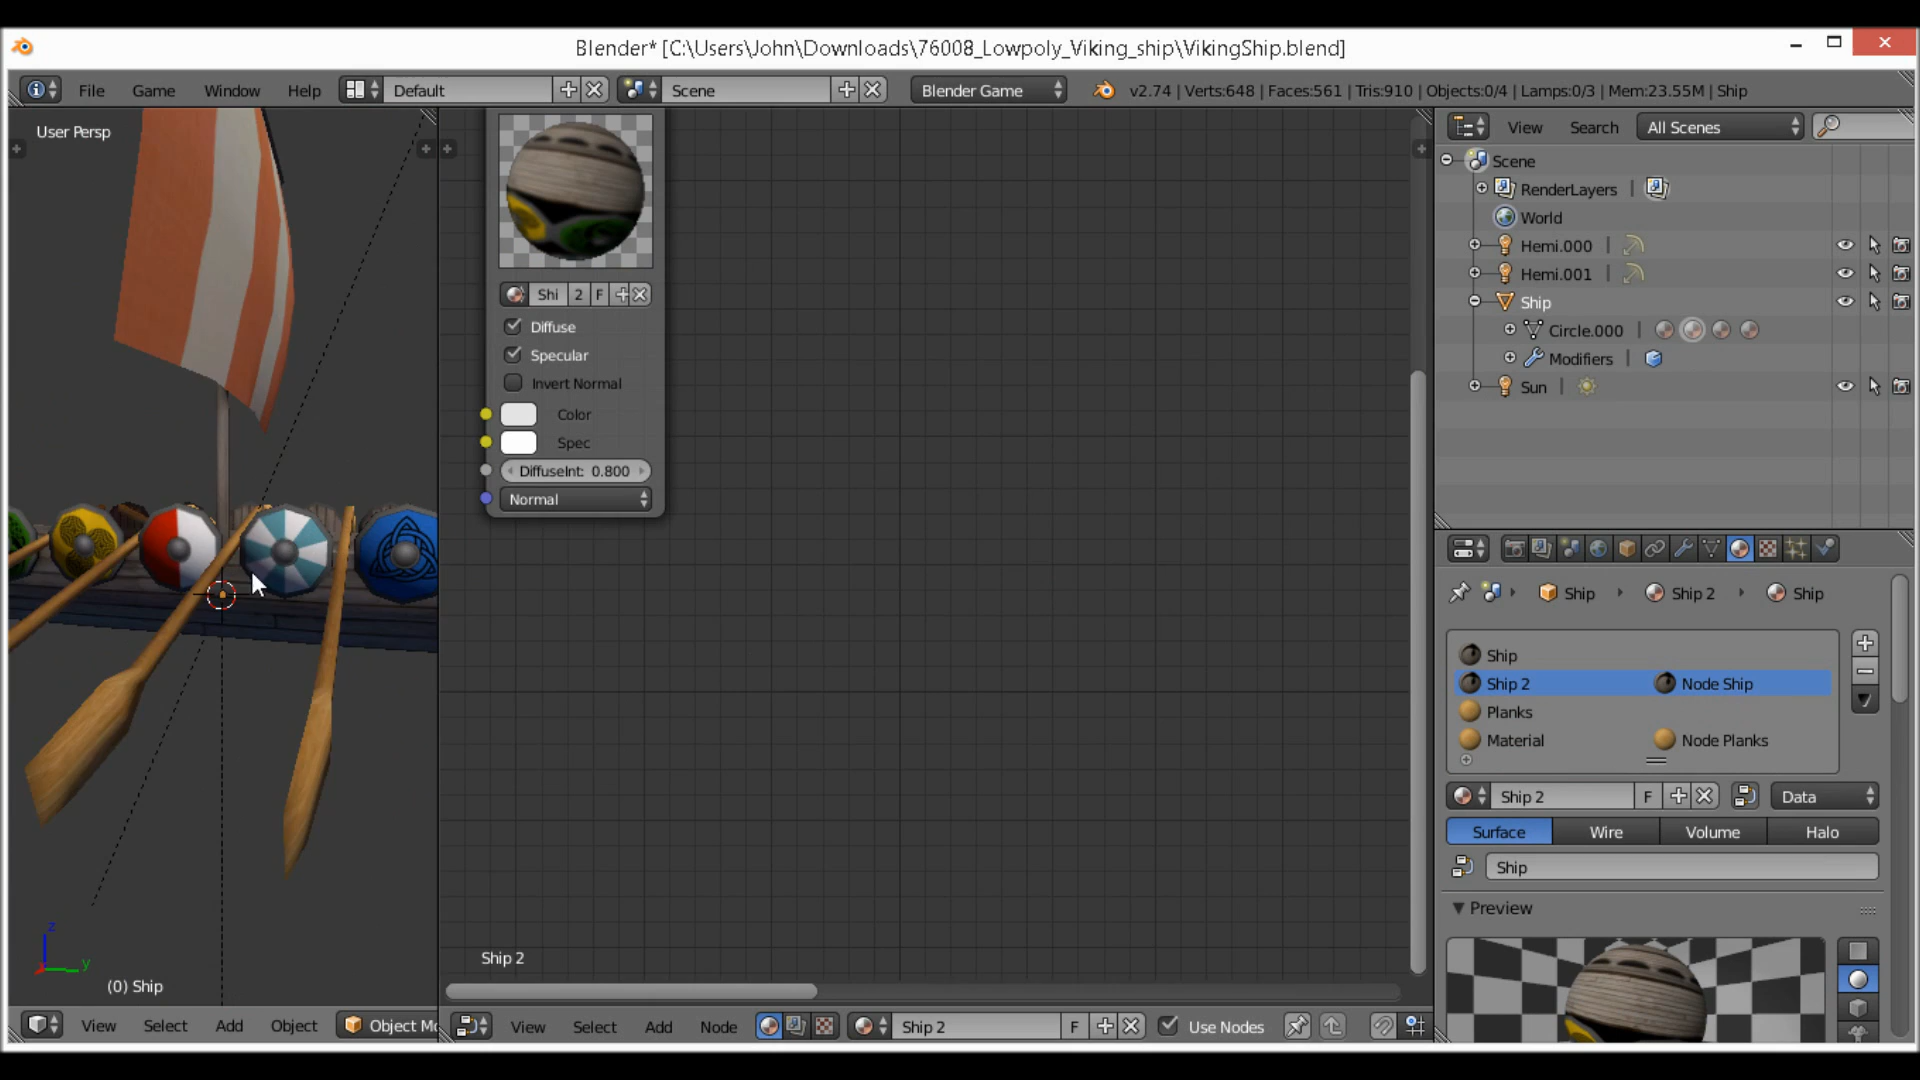 Blender* [C:\Users\John\Downloads\76008_Lowpoly_Viking_ship\VikingShip.blend]
File Game Window Help Default Scene Blender Game v2.74 | Verts:648 | Faces:561 | Tris:910 | Objects:0/4 | Lamps:0/3 | Mem:23.55M | Ship
User Persp
(0) Ship
z
y
View Select Add Object Object Mo
Shi 2 F
Diffuse
Specular
Invert Normal
Color
Spec
DiffuseInt: 0.800
Normal
Ship 2
View Select Add Node Ship 2 F Use Nodes
View Search All Scenes
Scene
RenderLayers |
World
Hemi.000 |
Hemi.001 |
Ship
Circle.000 |
Modifiers |
Sun |
Ship Ship 2 Ship
Ship
Ship 2 Node Ship
Planks
Material Node Planks
Ship 2 F Data
Surface Wire Volume Halo
Ship
Preview